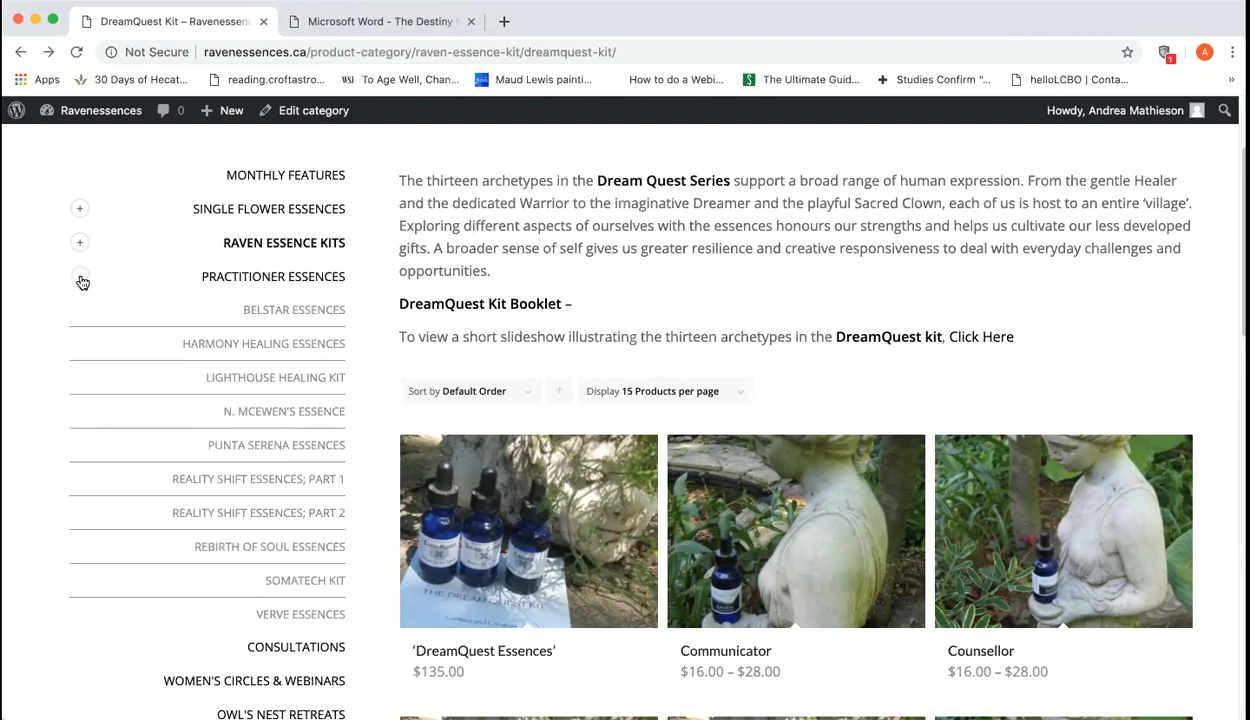 DreamQuest Kit – Ravenessenc
Microsoft Word - The Destiny
Not Secure ravenessences.ca/product-category/raven-essence-kit/dreamquest-kit/
A
1
Apps
30 Days of Hecat...
reading.croftastro...
WSJ To Age Well, Chan...
Maud Lewis painti...
How to do a Webi...
The Ultimate Guid...
Studies Confirm “...
helloLCBO | Conta...
»
Ravenessences 0 New Edit category Howdy, Andrea Mathieson
MONTHLY FEATURES
SINGLE FLOWER ESSENCES
RAVEN ESSENCE KITS
PRACTITIONER ESSENCES
BELSTAR ESSENCES
HARMONY HEALING ESSENCES
LIGHTHOUSE HEALING KIT
N. MCEWEN'S ESSENCE
PUNTA SERENA ESSENCES
REALITY SHIFT ESSENCES; PART 1
REALITY SHIFT ESSENCES; PART 2
REBIRTH OF SOUL ESSENCES
SOMATECH KIT
VERVE ESSENCES
CONSULTATIONS
WOMEN'S CIRCLES & WEBINARS
OWL'S NEST RETREATS
The thirteen archetypes in the Dream Quest Series support a broad range of human expression. From the gentle Healer
and the dedicated Warrior to the imaginative Dreamer and the playful Sacred Clown, each of us is host to an entire ‘village’.
Exploring different aspects of ourselves with the essences honours our strengths and helps us cultivate our less developed
gifts. A broader sense of self gives us greater resilience and creative responsiveness to deal with everyday challenges and
opportunities.
DreamQuest Kit Booklet –
To view a short slideshow illustrating the thirteen archetypes in the DreamQuest kit, Click Here
Sort by Default Order
Display 15 Products per page
THE DREAM QUEST KIT
‘DreamQuest Essences’
$135.00
Communicator
$16.00 – $28.00
Counsellor
$16.00 – $28.00